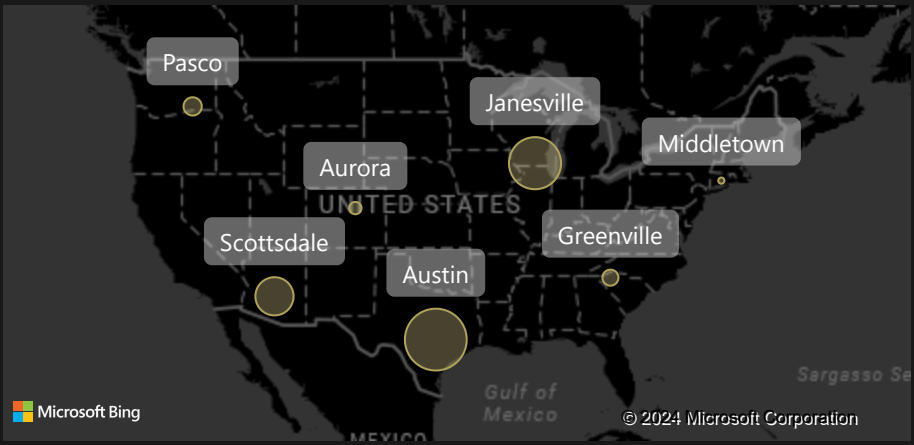 Pasco
Janesville
Middletown
Aurora
UNITED STATES
Scottsdale
Greenville
Austin
Sargasso Se
Gulf of
Mexico
Microsoft Bing
© 2024 Microsoft Corporation
MEXICO